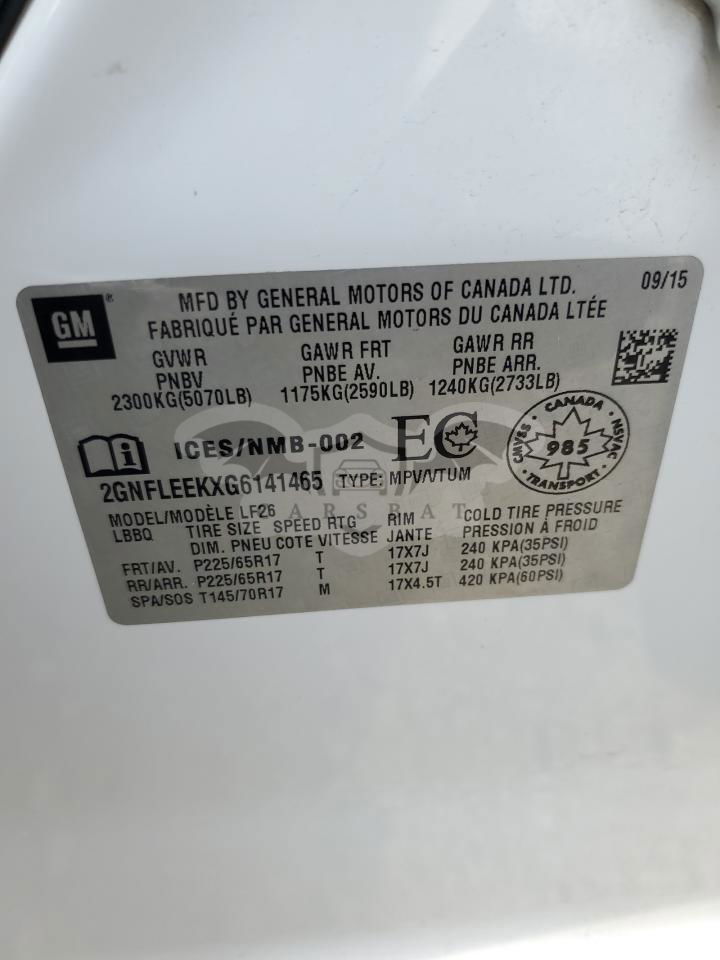 GM®
MFD BY GENERAL MOTORS OF CANADA LTD. 09/15
FABRIQUÉ PAR GENERAL MOTORS DU CANADA LTÉE
GVWR GAWR FRT GAWR RR
PNBV PNBE AV. PNBE ARR.
2300KG(5070LB) 1175KG(2590LB) 1240KG(2733LB)
i ICES/NMB-002 EC
CANADA CMVSS 985 NSVAC TRANSPORT
2GNFLEEKXG6141465 TYPE: MPV/VTUM
CARSBAT
MODEL/MODÈLE LF26
LBBQ TIRE SIZE SPEED RTG RIM COLD TIRE PRESSURE
DIM. PNEU COTE VITESSE JANTE PRESSION À FROID
FRT/AV. P225/65R17 T 17X7J 240 KPA(35PSI)
RR/ARR. P225/65R17 T 17X7J 240 KPA(35PSI)
SPA/SOS T145/70R17 M 17X4.5T 420 KPA(60PSI)